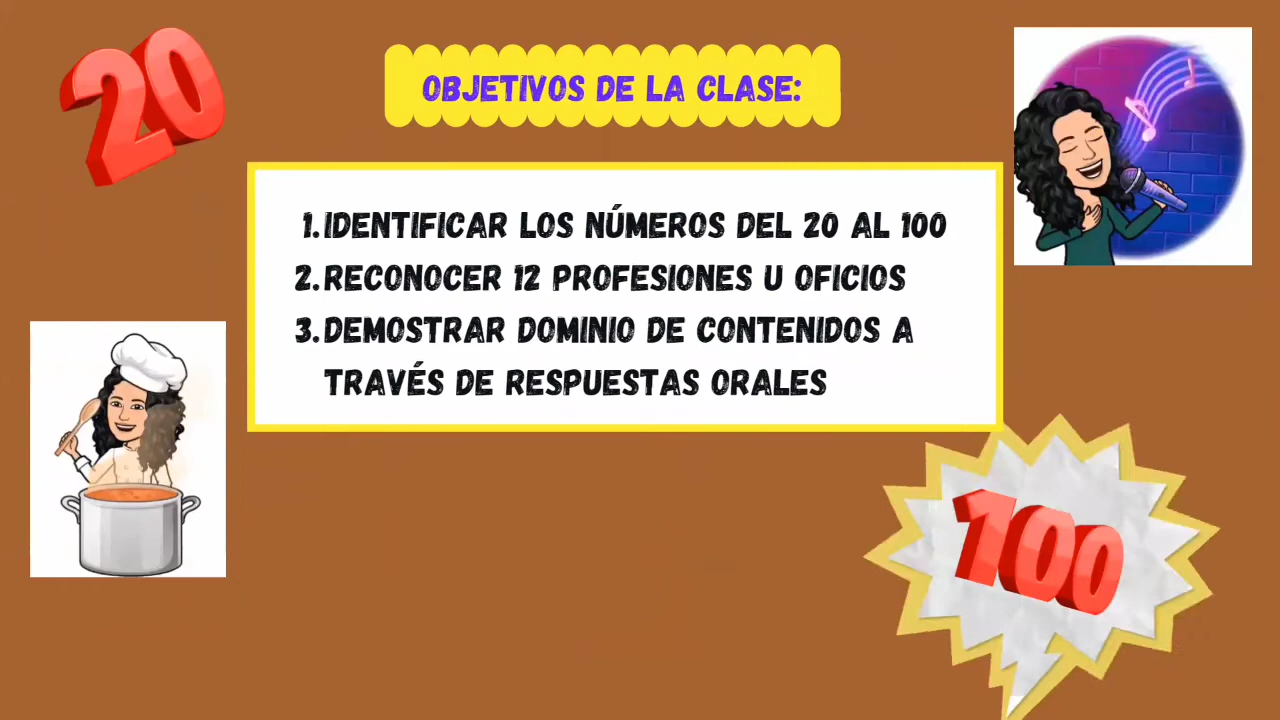 20
OBJETIVOS DE LA CLASE:
1. IDENTIFICAR LOS NÚMEROS DEL 20 AL 100
2. RECONOCER 12 PROFESIONES U OFICIOS
3. DEMOSTRAR DOMINIO DE CONTENIDOS A
TRAVÉS DE RESPUESTAS ORALES
100